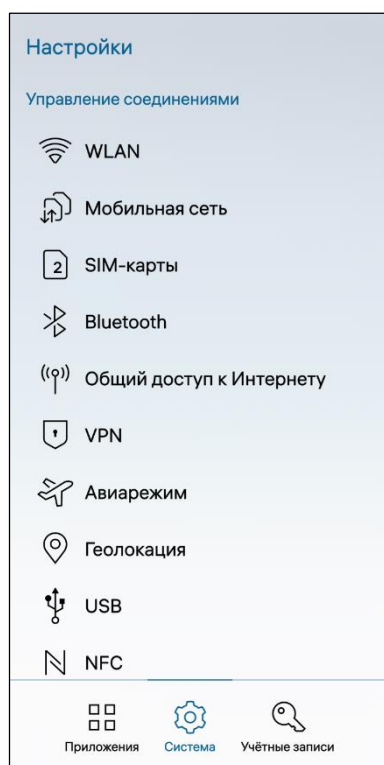 Настройки
Управление соединениями
WLAN
Мобильная сеть
2
SIM-карты
Bluetooth
Общий доступ к Интернету
VPN
Авиарежим
Геолокация
USB
NFC
Приложения
Система
Учётные записи